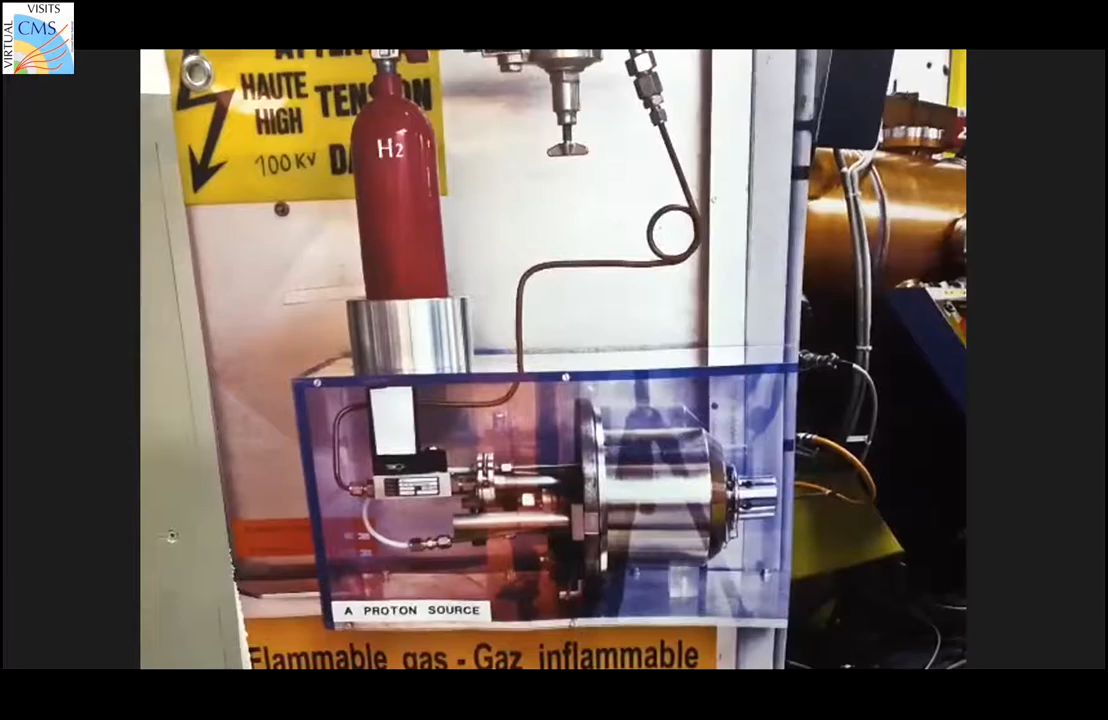 VIRTUAL
VISITS
CMS
HAUTE
HIGH
TENSION
100 KV
H2
A PROTON SOURCE
Flammable gas - Gaz inflammable